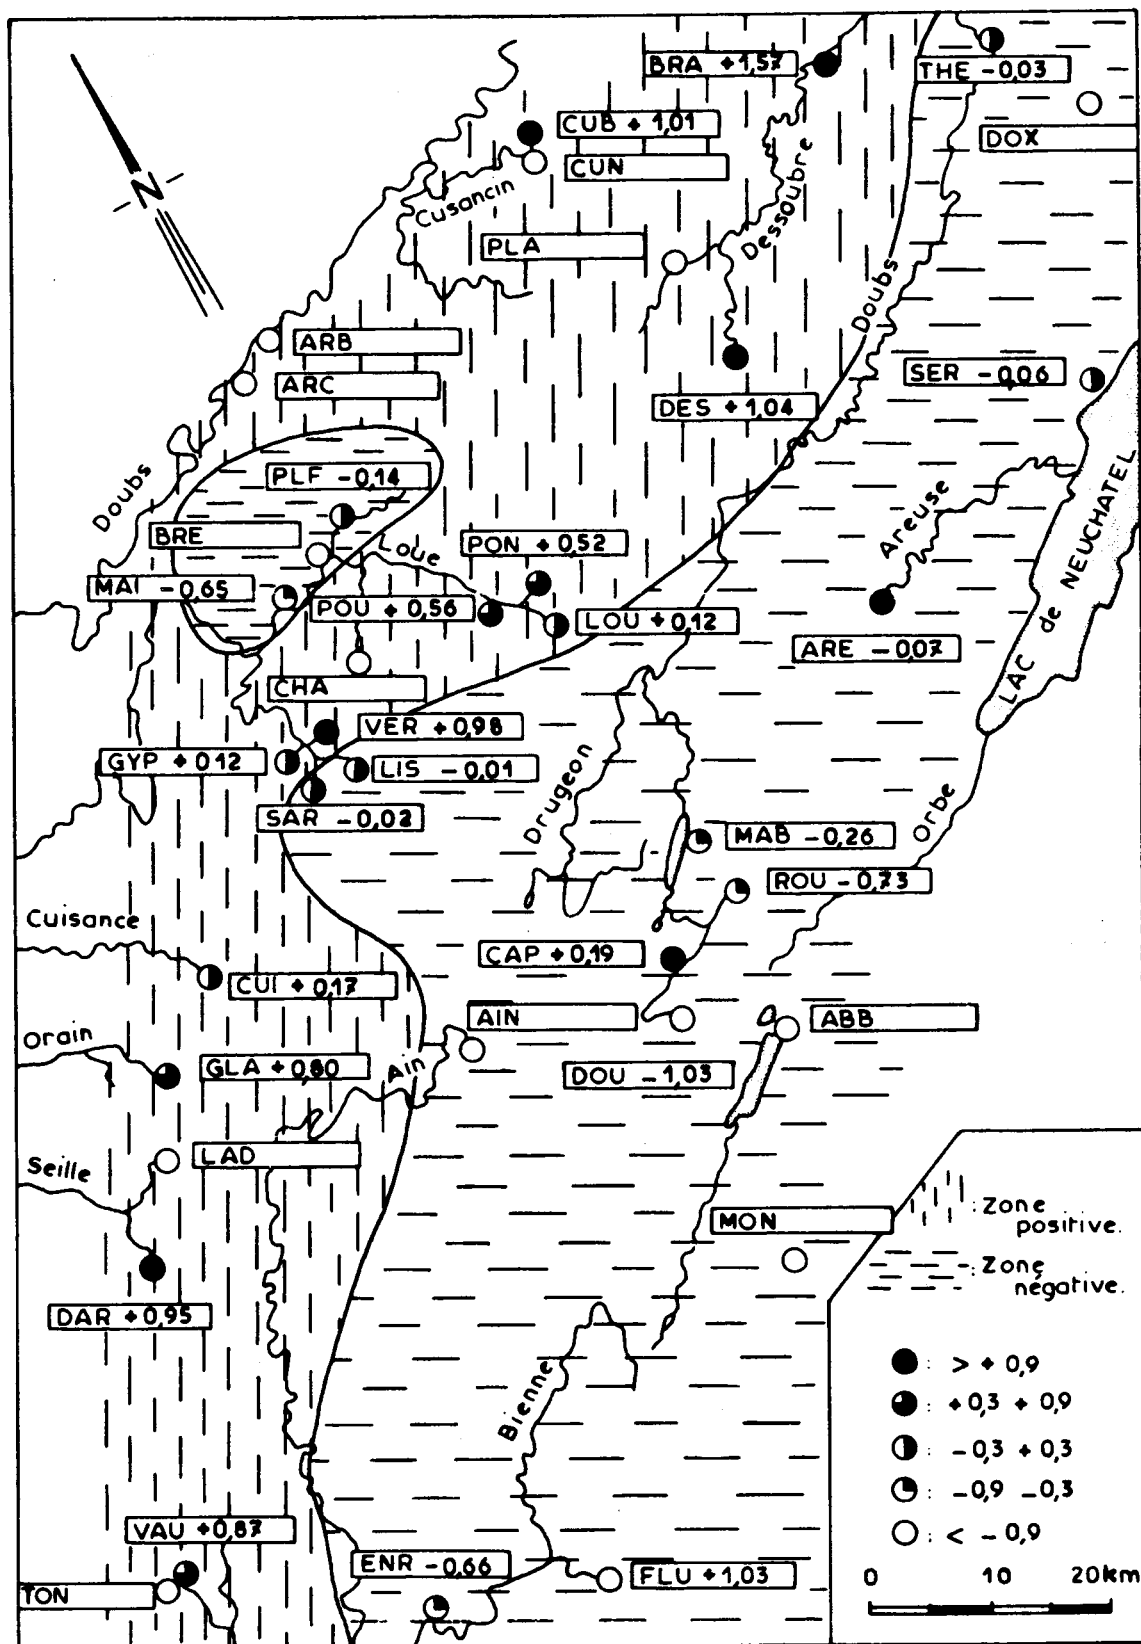 BRA +1,57
THE -0,03
CUB +1,01
DOX
CUN
Cusancin
Dessoubre
N
PLA
Doubs
ARB
SER -0,06
ARC
DES +1,04
PLF -0,14
Doubs
Areuse
LAC de NEUCHATEL
BRE
Loue
PON +0,52
MAI -0,65
POU +0,56
LOU +0,12
ARE -0,07
CHA
VER +0,98
GYP +012
LIS -0,01
SAR -0,02
Drugeon
Orbe
MAB -0,26
ROU -0,73
Cuisance
CAP +0,19
CUI +0,17
AIN
ABB
Orain
GLA +0,80
Ain
DOU -1,03
LAD
Seille
MON
: Zone positive.
: Zone négative.
DAR +0,95
Bienne
: > +0,9
: +0,3 +0,9
: -0,3 +0,3
: -0,9 -0,3
: < -0,9
VAU +0,87
ENR -0,66
FLU +1,03
TON
0 10 20km